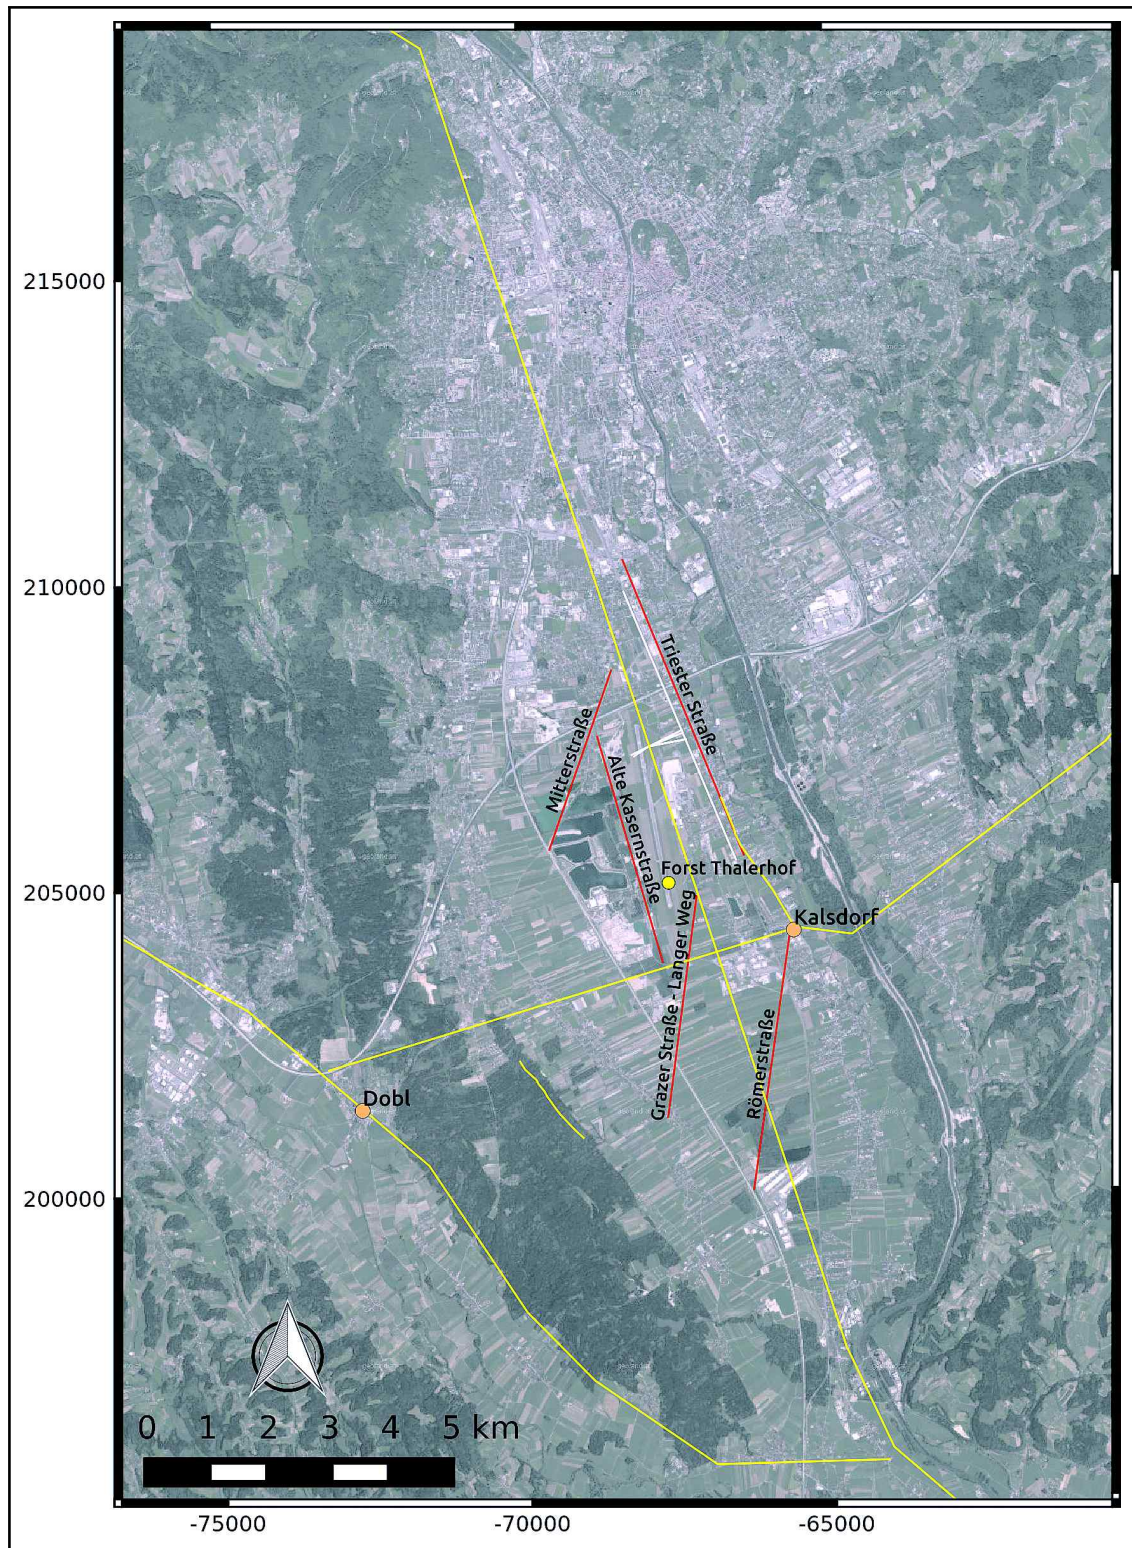 215000
210000
Triester Straße
Mitterstraße
Alte Kasernstraße
205000
Forst Thalerhof
Kalsdorf
Grazer Straße - Langer Weg
Römerstraße
Dobl
200000
0 1 2 3 4 5 km
-75000 -70000 -65000